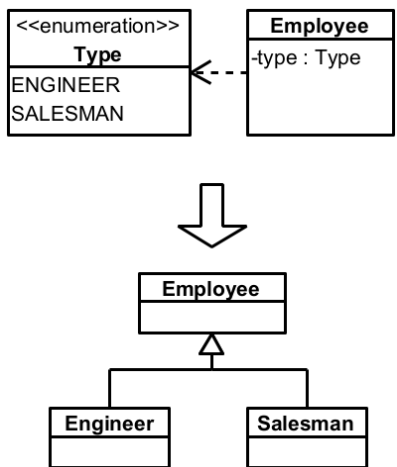 <<enumeration>>
Type
ENGINEER
SALESMAN
Employee
-type : Type
Employee
Engineer
Salesman